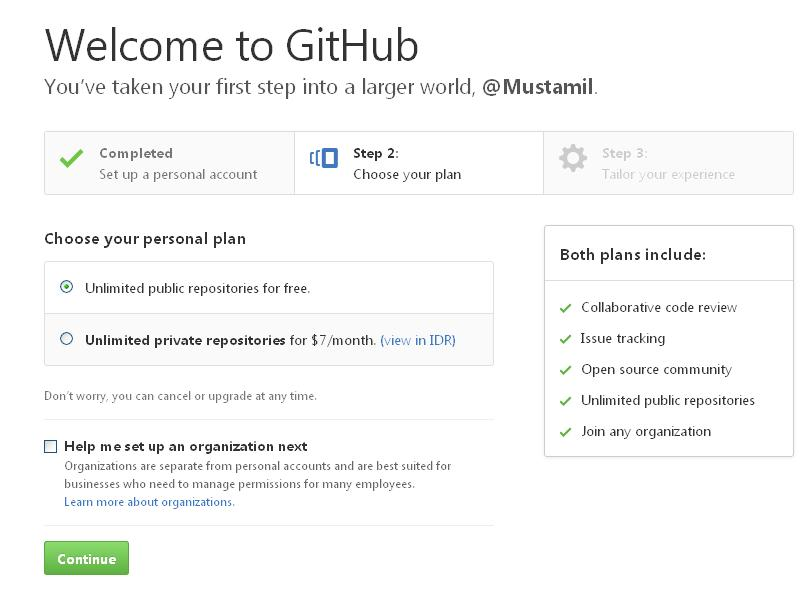 Welcome to GitHub
You've taken your first step into a larger world, @Mustamil.
Completed
Set up a personal account
Step 2:
Choose your plan
Step 3:
Tailor your experience
Choose your personal plan
Unlimited public repositories for free.
Unlimited private repositories for $7/month. (view in IDR)
Don't worry, you can cancel or upgrade at any time.
Help me set up an organization next
Organizations are separate from personal accounts and are best suited for
businesses who need to manage permissions for many employees.
Learn more about organizations.
Continue
Both plans include:
Collaborative code review
Issue tracking
Open source community
Unlimited public repositories
Join any organization